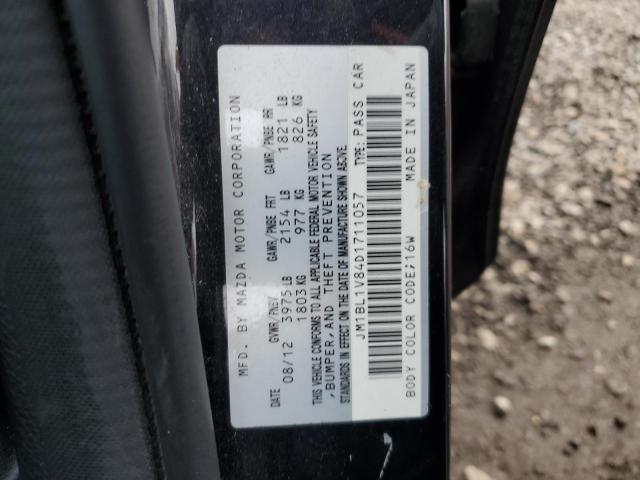 MFD. BY MAZDA MOTOR CORPORATION
GVWR/PNBV GAWR/PNBE FRT GAWR/PNBE RR
DATE 08/12 3975 LB 2154 LB 1821 LB
1803 KG 977 KG 826 KG
THIS VEHICLE CONFORMS TO ALL APPLICABLE FEDERAL MOTOR VEHICLE SAFETY
,BUMPER,AND THEFT PREVENTION
STANDARDS IN EFFECT ON THE DATE OF MANUFACTURE SHOWN ABOVE.
JM1BL1V84D1711057 TYPE: PASS CAR
BODY COLOR CODE:16W MADE IN JAPAN